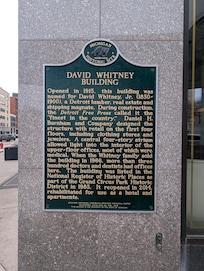 MICHIGAN
DAVID WHITNEY
BUILDING
Opened in 1915, this building was
named for David Whitney, Jr. (1830-
1900), a Detroit lumber, real estate and
shipping magnate. During construction,
the Detroit Free Press called it the
"finest in the country." Daniel H.
Burnham and Company designed the
structure with retail on the first four
floors, including clothing stores and
jewelers. A central four-story atrium
allowed light into the interior of the
upper-floor offices, most of which were
medical. When the Whitney family sold
the building in 1966, more than three
hundred doctors and dentists had offices
here. The building was listed in the
National Register of Historic Places as
part of the Grand Circus Park Historic
District in 1983. It reopened in 2014,
rehabilitated for use as a hotel and
apartments.